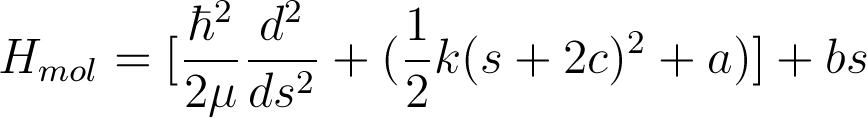 $H_{mol} = [\frac{\hbar^2}{2\mu}\frac{d^2}{ds^2} + (\frac{1}{2}k(s+2c)^2 + a)] + bs$